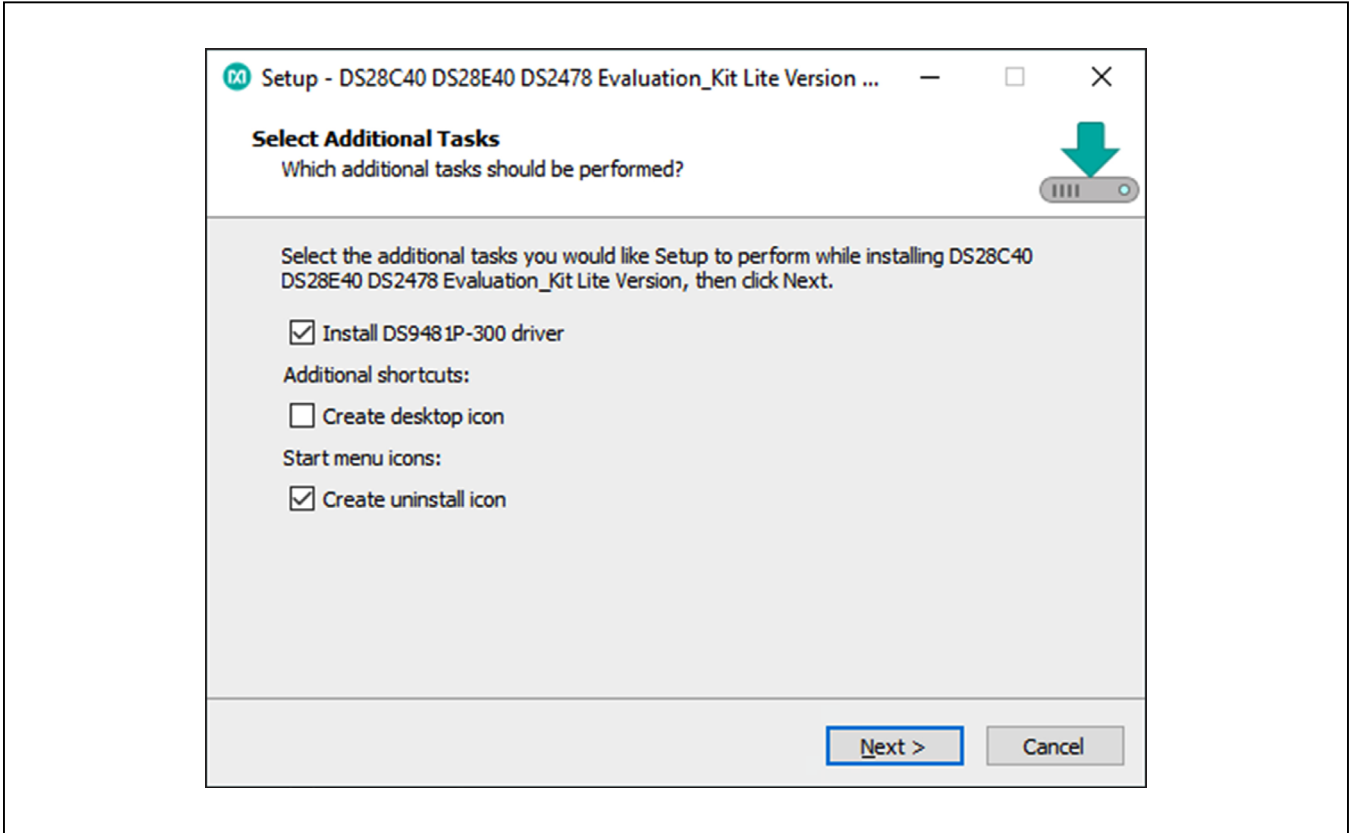 Setup - DS28C40 DS28E40 DS2478 Evaluation_Kit Lite Version ...
Select Additional Tasks
Which additional tasks should be performed?
Select the additional tasks you would like Setup to perform while installing DS28C40
DS28E40 DS2478 Evaluation_Kit Lite Version, then click Next.
Install DS9481P-300 driver
Additional shortcuts:
Create desktop icon
Start menu icons:
Create uninstall icon
Next >
Cancel